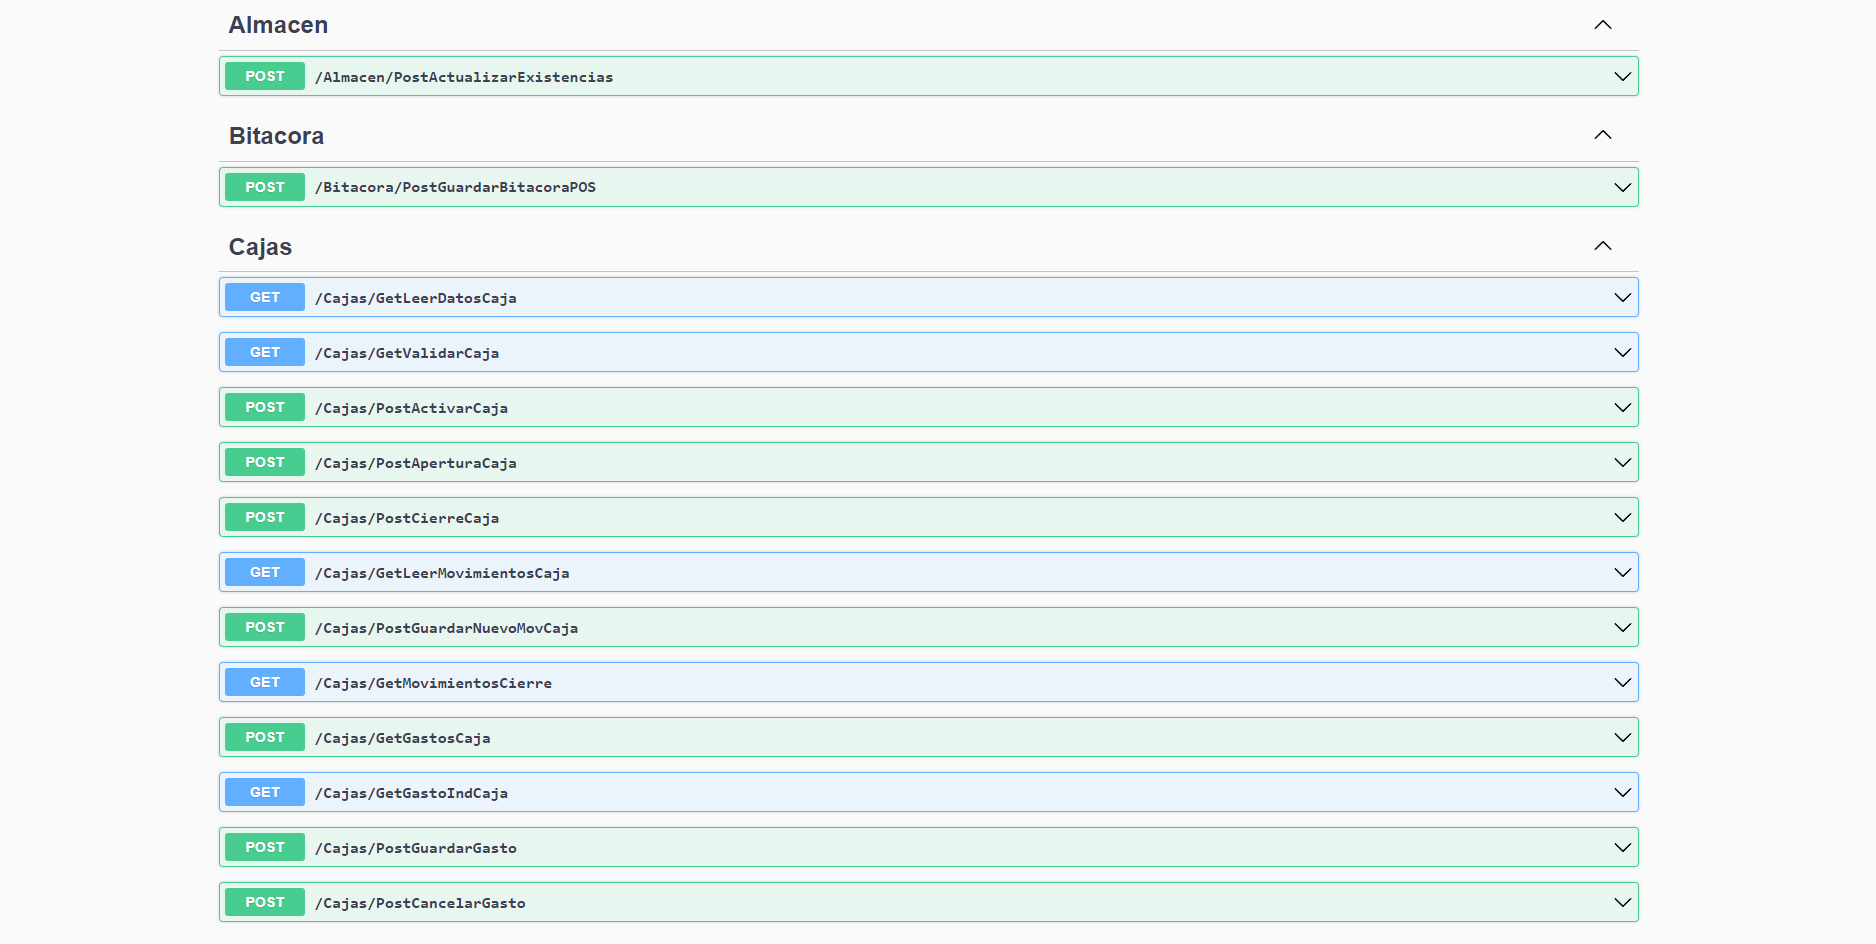 Almacen
POST /Almacen/PostActualizarExistencias
Bitacora
POST /Bitacora/PostGuardarBitacoraPOS
Cajas
GET /Cajas/GetLeerDatosCaja
GET /Cajas/GetValidarCaja
POST /Cajas/PostActivarCaja
POST /Cajas/PostAperturaCaja
POST /Cajas/PostCierreCaja
GET /Cajas/GetLeerMovimientosCaja
POST /Cajas/PostGuardarNuevoMovCaja
GET /Cajas/GetMovimientosCierre
POST /Cajas/GetGastosCaja
GET /Cajas/GetGastoIndCaja
POST /Cajas/PostGuardarGasto
POST /Cajas/PostCancelarGasto